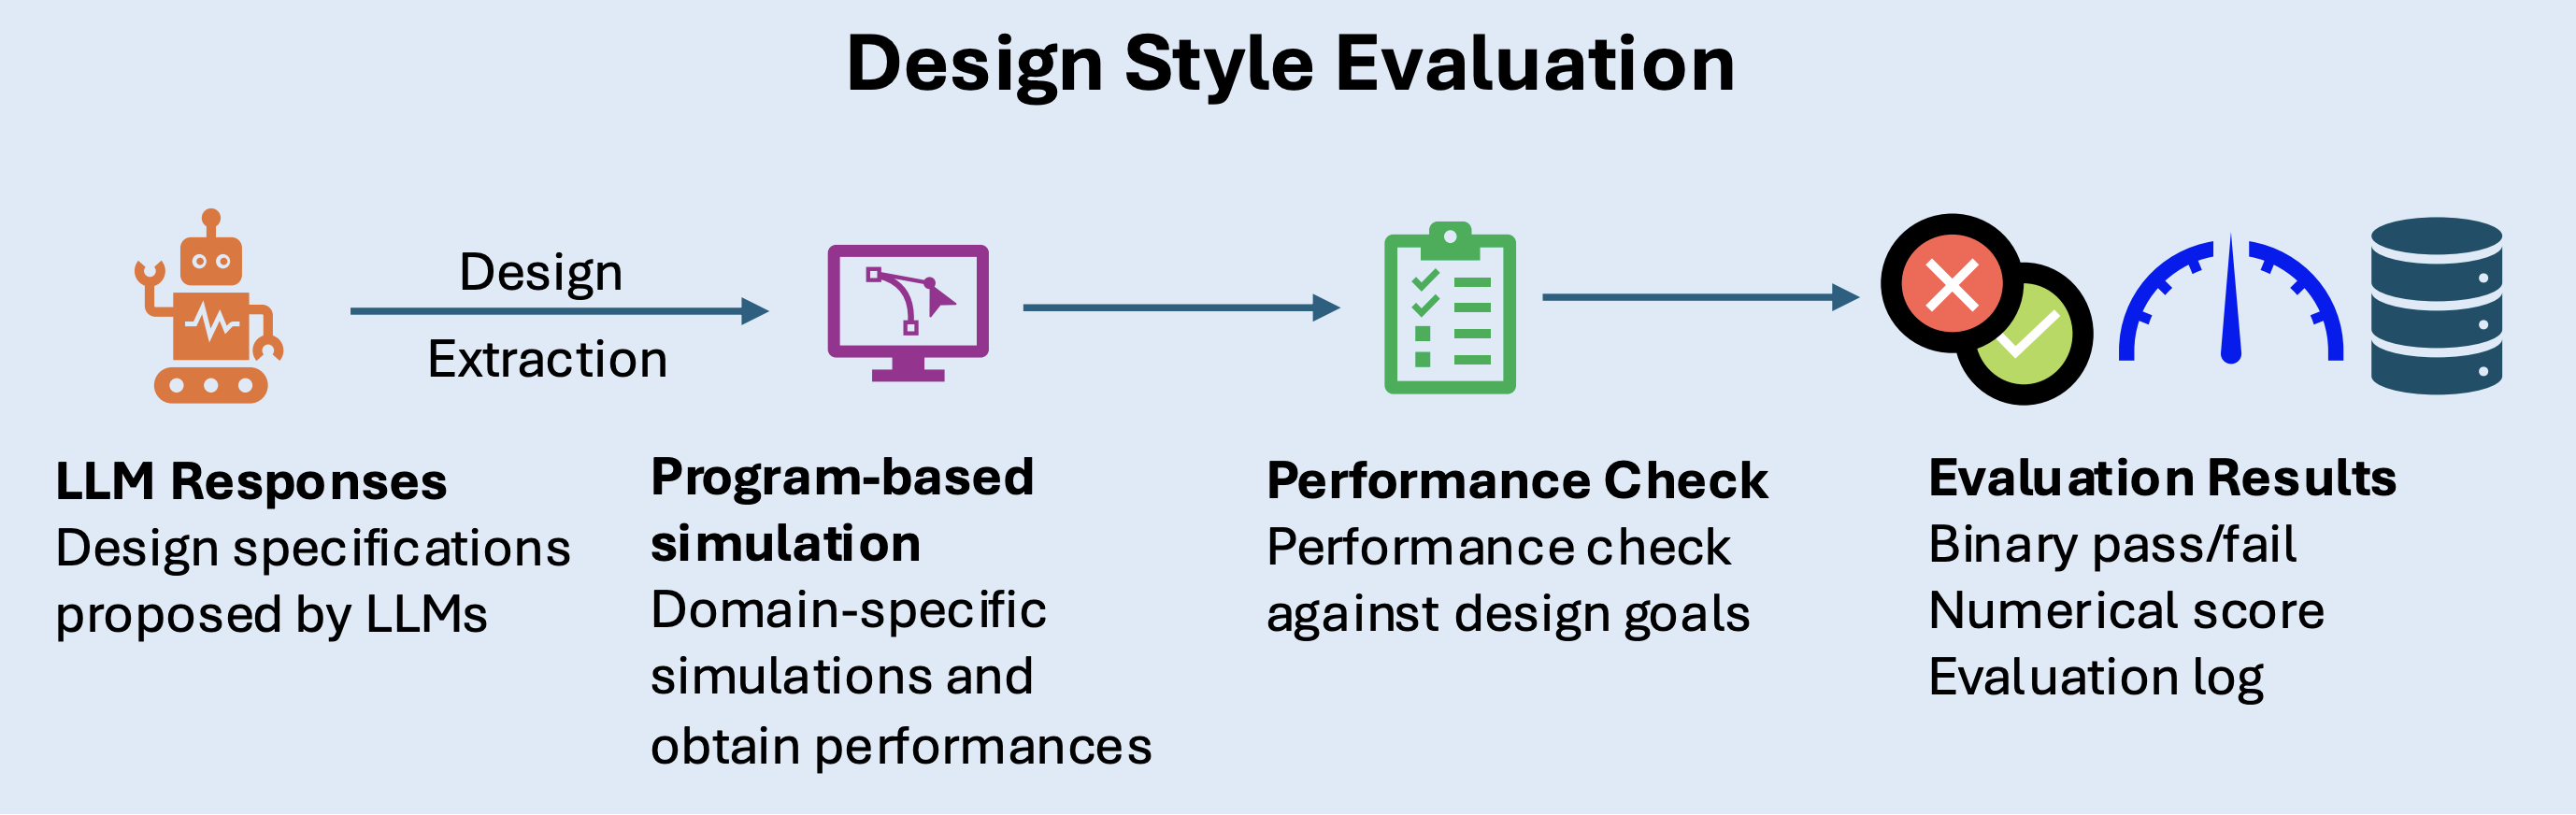 Design Style Evaluation
Design
Extraction
LLM Responses
Design specifications
proposed by LLMs
Program-based
simulation
Domain-specific
simulations and
obtain performances
Performance Check
Performance check
against design goals
Evaluation Results
Binary pass/fail
Numerical score
Evaluation log